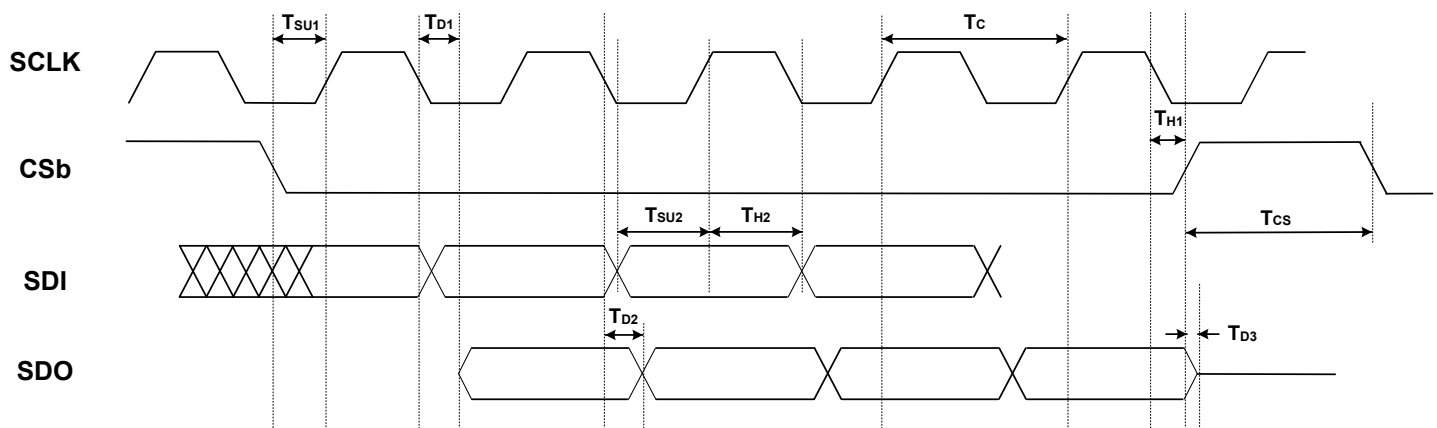 TSU1
TD1
TC
SCLK
TH1
CSb
TSU2
TH2
TCS
SDI
TD2
TD3
SDO